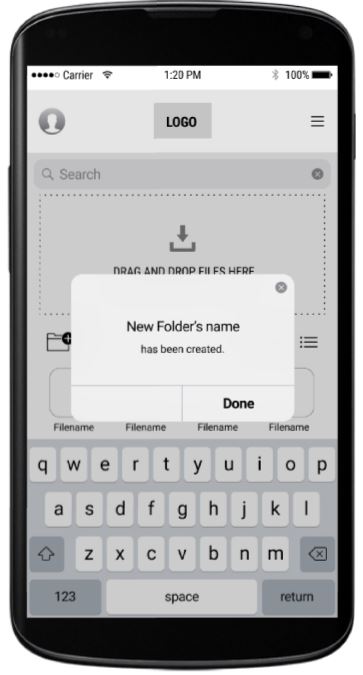 Carrier 1:20 PM 100%
LOGO
Search
DRAG AND DROP FILES HERE
New Folder's name
has been created.
Done
Filename Filename Filename Filename
q w e r t y u i o p
a s d f g h j k l
z x c v b n m
123 space return